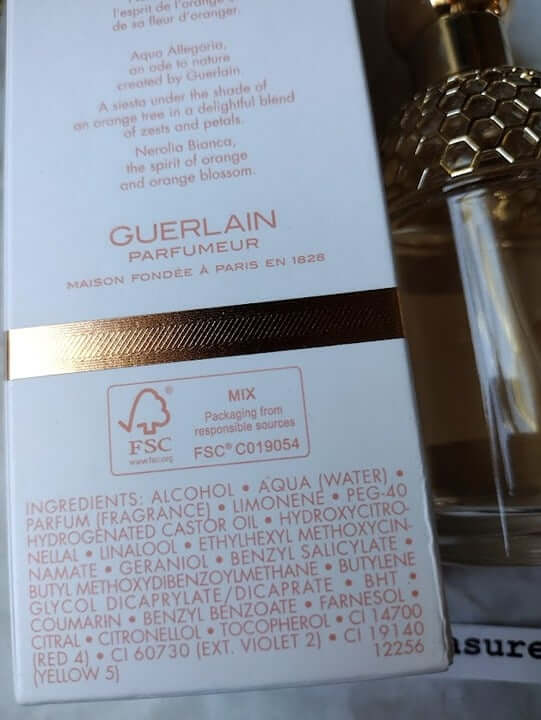 l'esprit de l'orange
de sa fleur d'oranger.
Aqua Allegoria,
an ode to nature
created by Guerlain
A siesta under the shade of
an orange tree in a delightful blend
of zests and petals.
Nerolia Bianca,
the spirit of orange
and orange blossom.
GUERLAIN
PARFUMEUR
MAISON FONDÉE À PARIS EN 1828
FSC
www.fsc.org
MIX
Packaging from
responsible sources
FSC® C019054
INGREDIENTS: ALCOHOL • AQUA (WATER) •
PARFUM (FRAGRANCE) • LIMONENE • PEG-40
HYDROGENATED CASTOR OIL • HYDROXYCITRO-
NELLAL • LINALOOL • ETHYLHEXYL METHOXYCIN-
NAMATE • GERANIOL • BENZYL SALICYLATE •
BUTYL METHOXYDIBENZOYLMETHANE • BUTYLENE
GLYCOL DICAPRYLATE/DICAPRATE • BHT •
COUMARIN • BENZYL BENZOATE • FARNESOL •
CITRAL • CITRONELLOL • TOCOPHEROL • CI 14700
(RED 4) • CI 60730 (EXT. VIOLET 2) • CI 19140
(YELLOW 5) 12256
asure